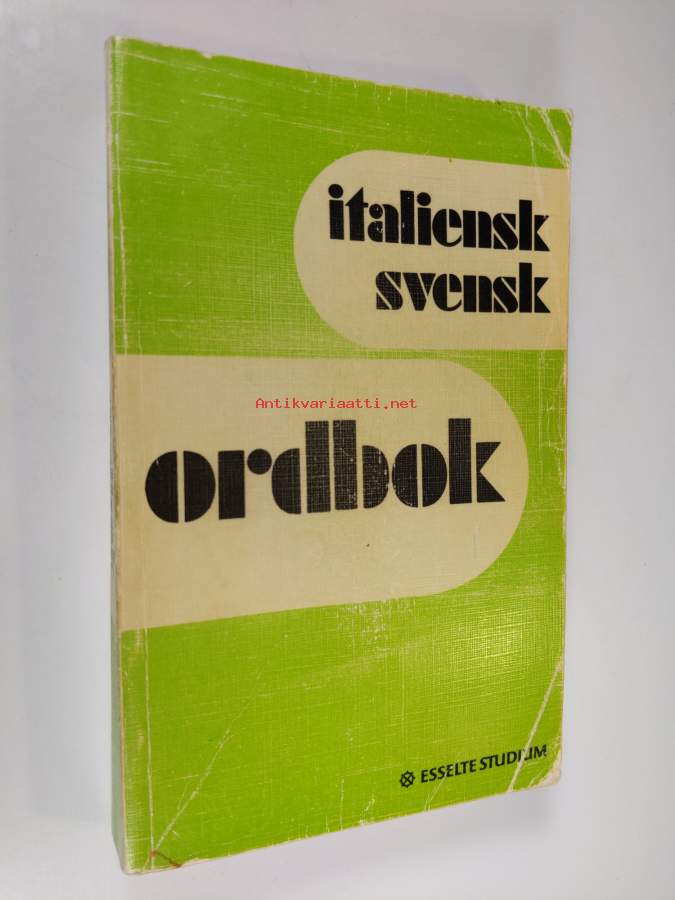 italiensk
svensk
Antikvariaatti.net
ordbok
ESSELTE STUDIUM